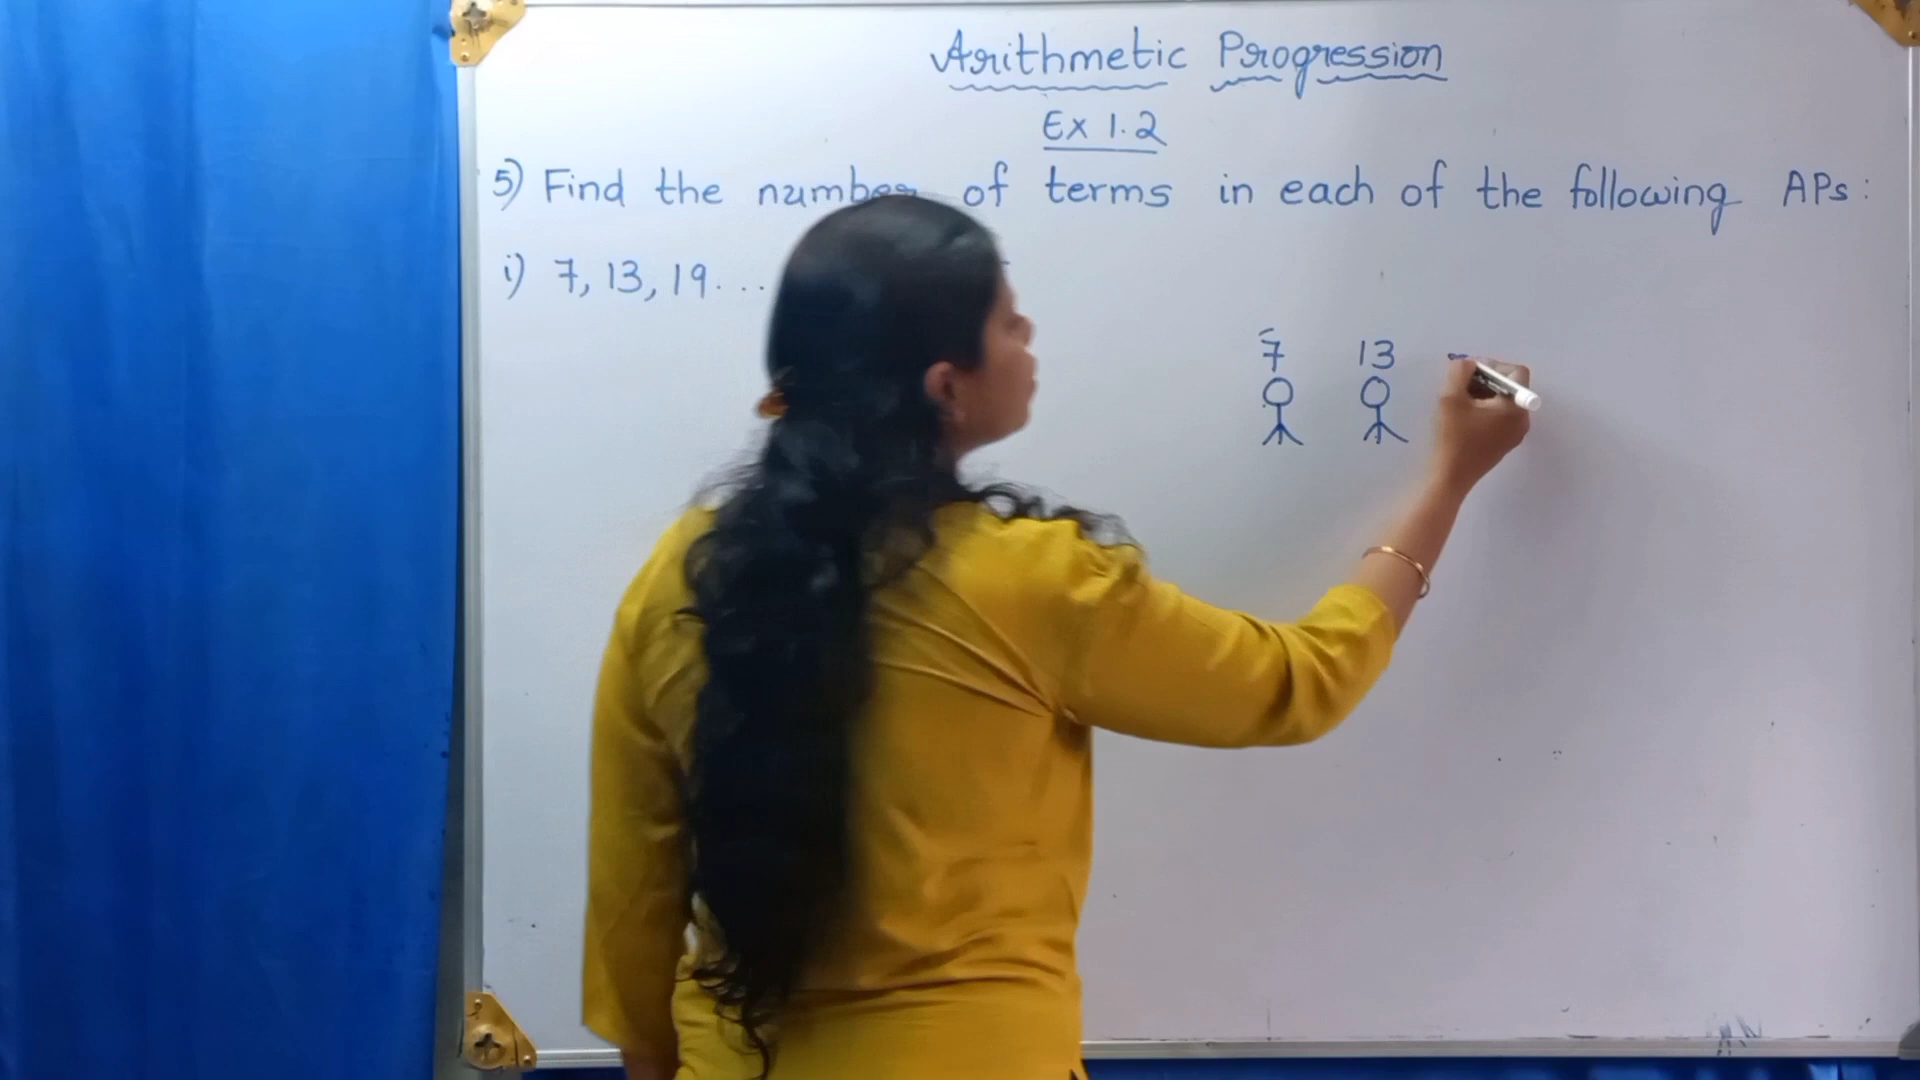 Arithmetic Progression
Ex 1.2
5) Find the number of terms in each of the following APs:
i) 7, 13, 19. ...
7 13